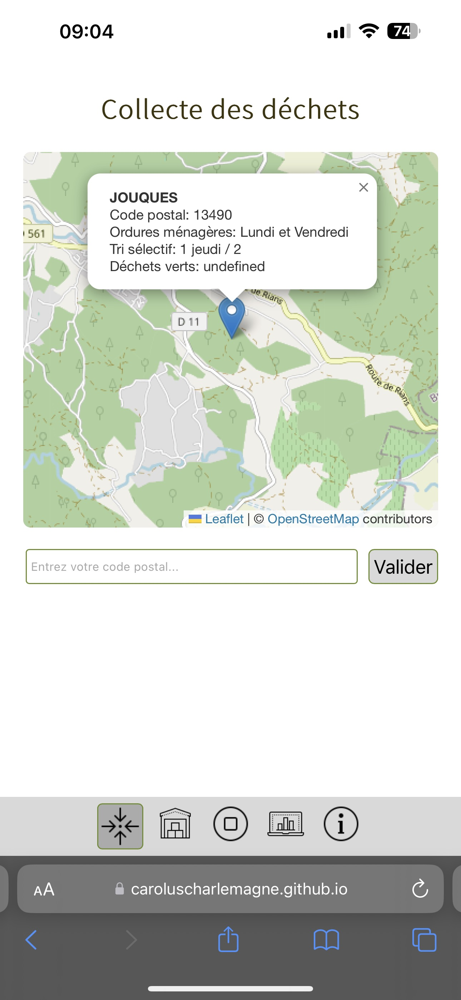 09:04
74
Collecte des déchets
JOUQUES
Code postal: 13490
Ordures ménagères: Lundi et Vendredi
Tri sélectif: 1 jeudi / 2
Déchets verts: undefined
561
de Rians
D 11
Route de Rians
Leaflet | © OpenStreetMap contributors
Entrez votre code postal...
Valider
AA
caroluscharlemagne.github.io